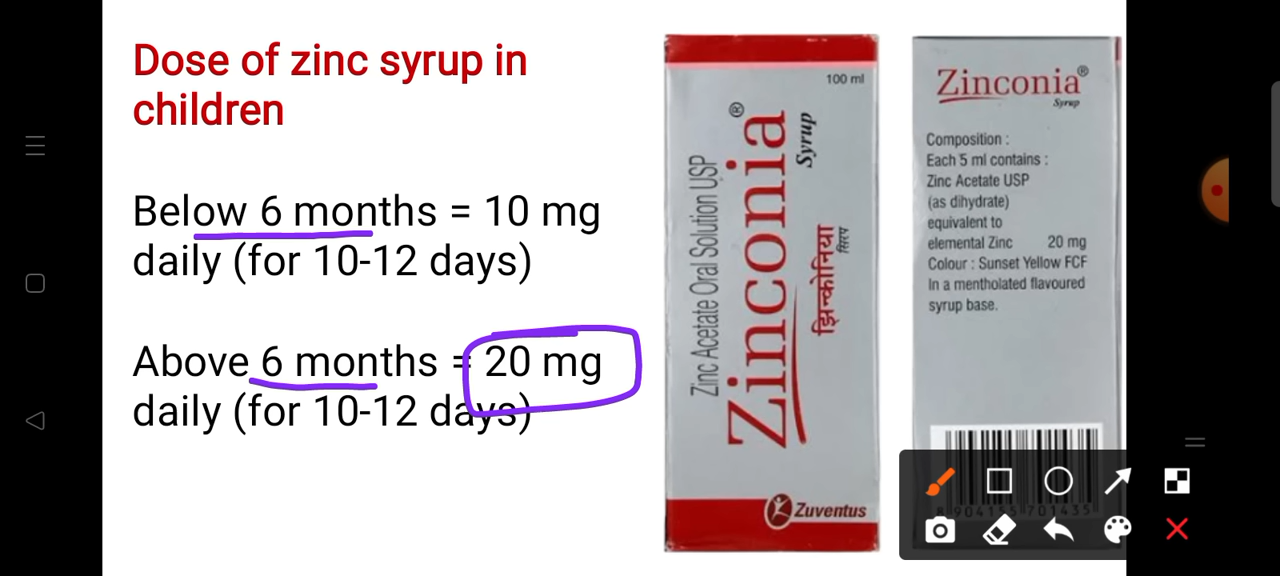 Dose of zinc syrup in
children
Below 6 months = 10 mg
daily (for 10-12 days)
Above 6 months = 20 mg
daily (for 10-12 days)
100 ml
Zinc Acetate Oral Solution USP
Zinconia®
Syrup
झिन्कोनिया
सिरप
Zuventus
Zinconia®
Syrup
Composition :
Each 5 ml contains :
Zinc Acetate USP
(as dihydrate)
equivalent to
elemental Zinc 20 mg
Colour : Sunset Yellow FCF
In a mentholated flavoured
syrup base.
8 904155 701435